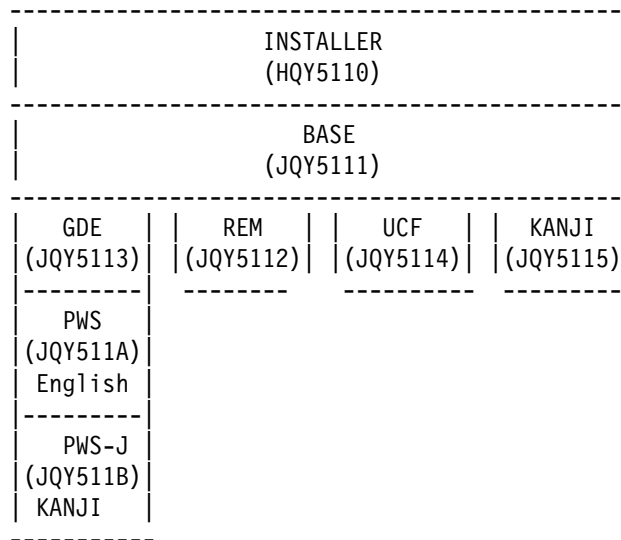 INSTALLER
(HQY5110)
BASE
(JQY5111)
GDE REM UCF KANJI
(JQY5113) (JQY5112) (JQY5114) (JQY5115)
PWS
(JQY511A)
English
PWS-J
(JQY511B)
KANJI